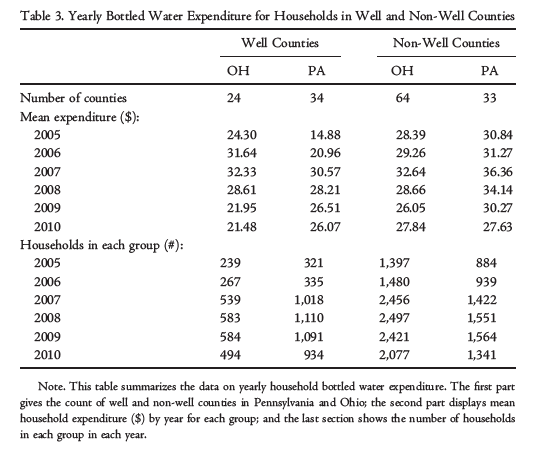 Table 3. Yearly Bottled Water Expenditure for Households in Well and Non-Well Counties
Well Counties Non-Well Counties
OH PA OH PA
Number of counties 24 34 64 33
Mean expenditure ($):
2005 24.30 14.88 28.39 30.84
2006 31.64 20.96 29.26 31.27
2007 32.33 30.57 32.64 36.36
2008 28.61 28.21 28.66 34.14
2009 21.95 26.51 26.05 30.27
2010 21.48 26.07 27.84 27.63
Households in each group (#):
2005 239 321 1,397 884
2006 267 335 1,480 939
2007 539 1,018 2,456 1,422
2008 583 1,110 2,497 1,551
2009 584 1,091 2,421 1,564
2010 494 934 2,077 1,341
Note. This table summarizes the data on yearly household bottled water expenditure. The first part
gives the count of well and non-well counties in Pennsylvania and Ohio; the second part displays mean
household expenditure ($) by year for each group; and the last section shows the number of households
in each group in each year.